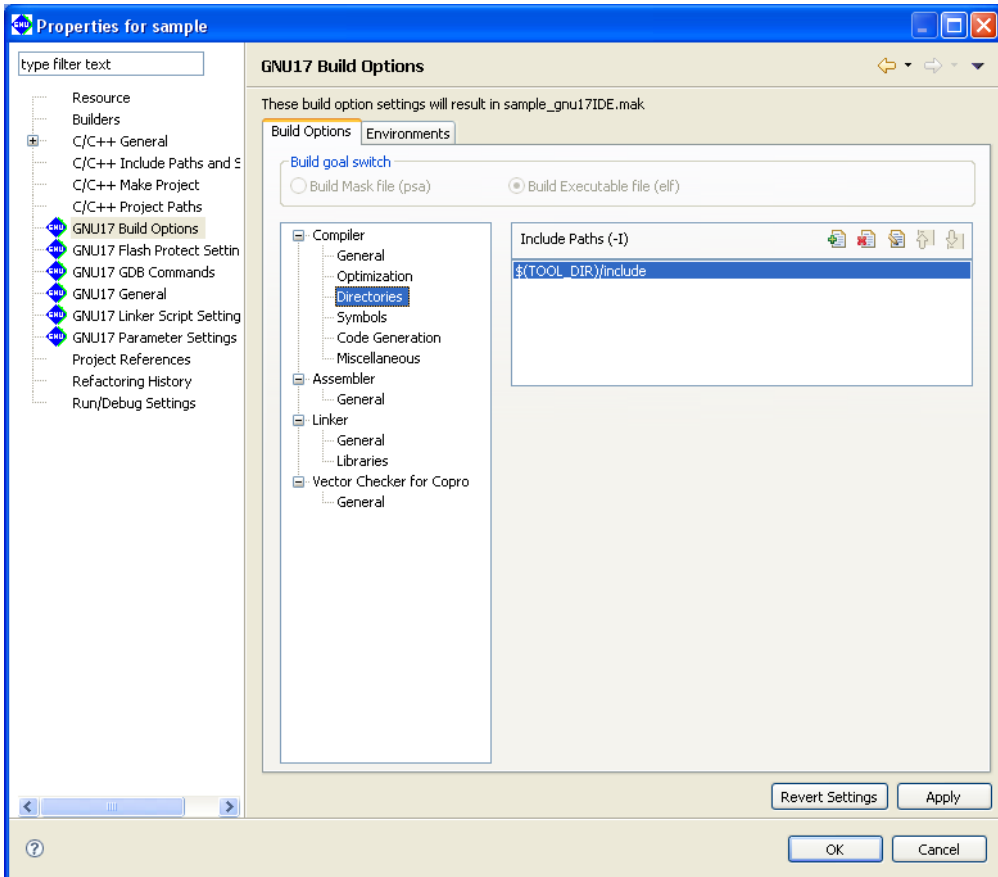 Properties for sample
type filter text
Resource
Builders
C/C++ General
C/C++ Include Paths and S
C/C++ Make Project
C/C++ Project Paths
GNU17 Build Options
GNU17 Flash Protect Settin
GNU17 GDB Commands
GNU17 General
GNU17 Linker Script Setting
GNU17 Parameter Settings
Project References
Refactoring History
Run/Debug Settings
GNU17 Build Options
These build option settings will result in sample_gnu17IDE.mak
Build Options
Environments
Build goal switch
Build Mask file (psa)
Build Executable file (elf)
Compiler
General
Optimization
Directories
Symbols
Code Generation
Miscellaneous
Assembler
General
Linker
General
Libraries
Vector Checker for Copro
General
Include Paths (-I)
$(TOOL_DIR)/include
Revert Settings
Apply
OK
Cancel